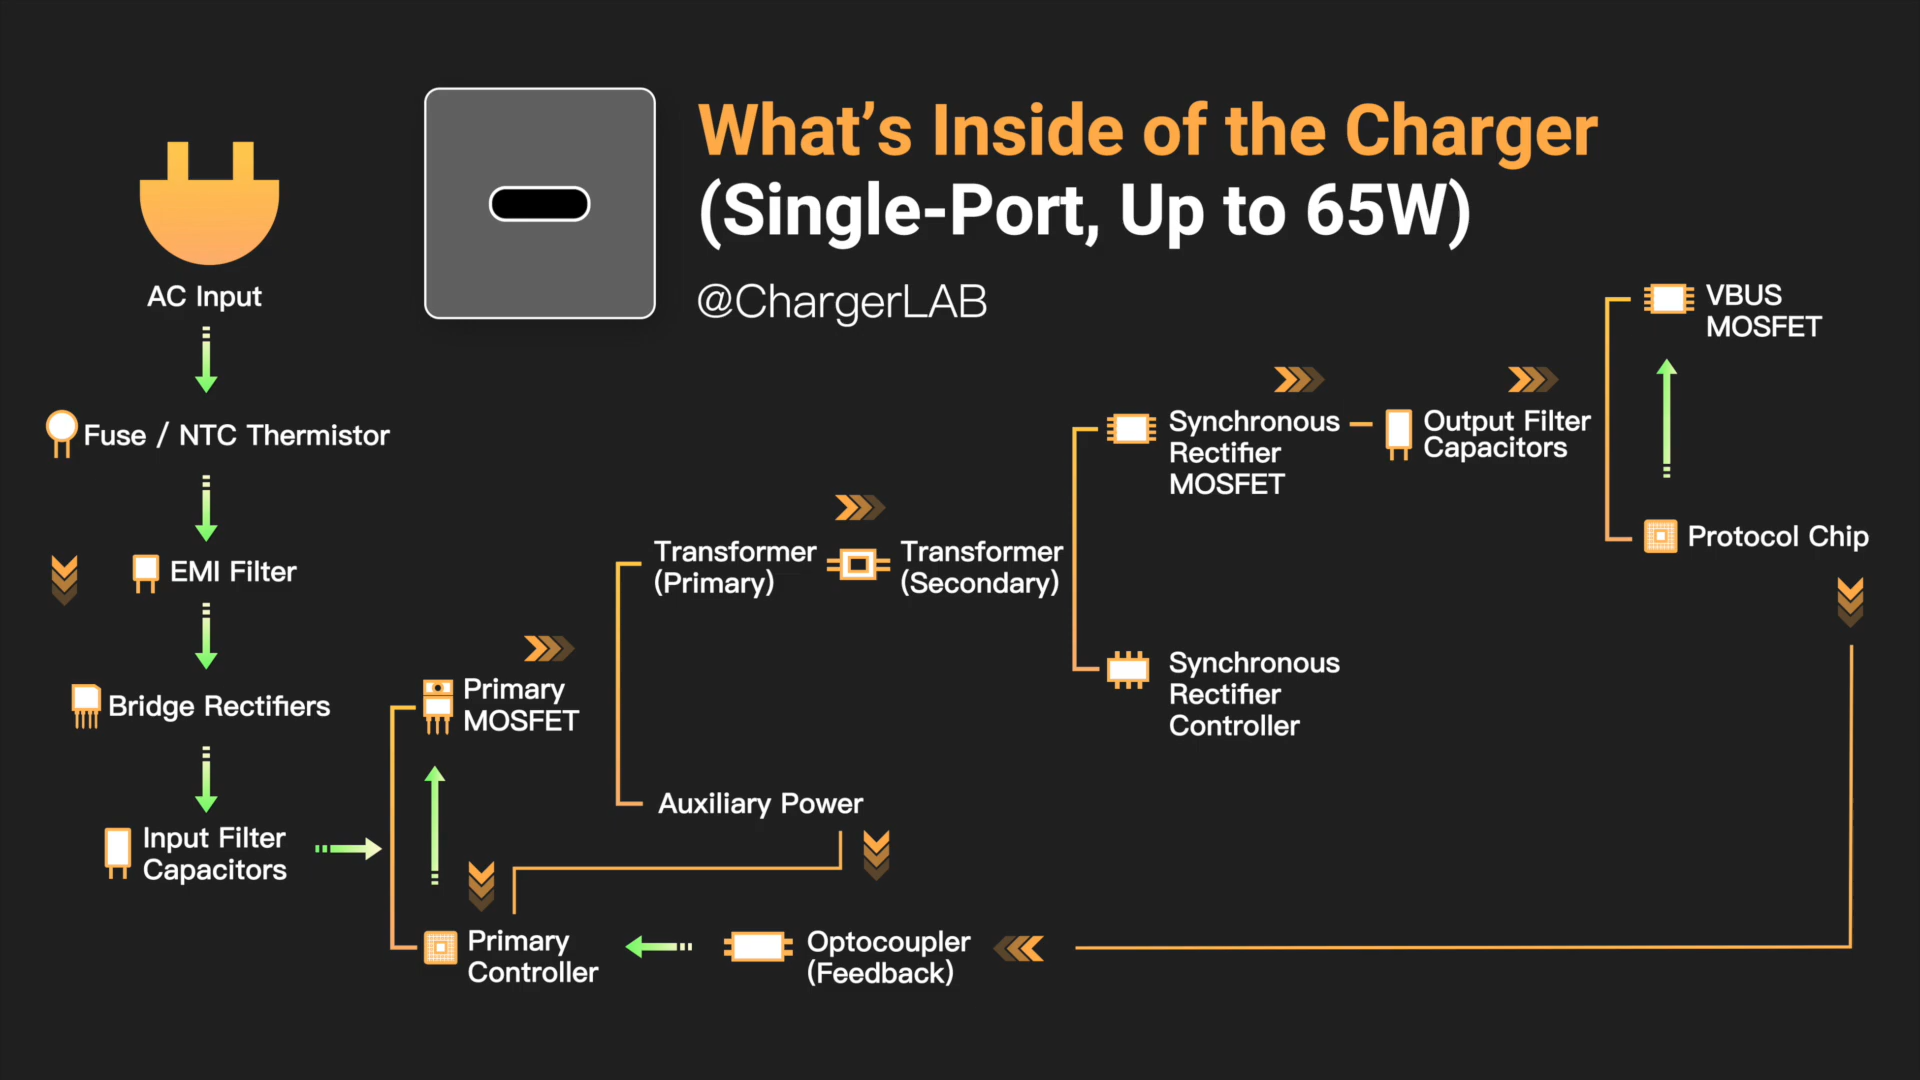 What's Inside of the Charger
(Single-Port, Up to 65W)
@ChargerLAB
AC Input
Fuse / NTC Thermistor
EMI Filter
Bridge Rectifiers
Input Filter
Capacitors
Primary
MOSFET
Primary
Controller
Transformer
(Primary)
Transformer
(Secondary)
Auxiliary Power
Optocoupler
(Feedback)
Synchronous
Rectifier
MOSFET
Synchronous
Rectifier
Controller
Output Filter
Capacitors
VBUS
MOSFET
Protocol Chip